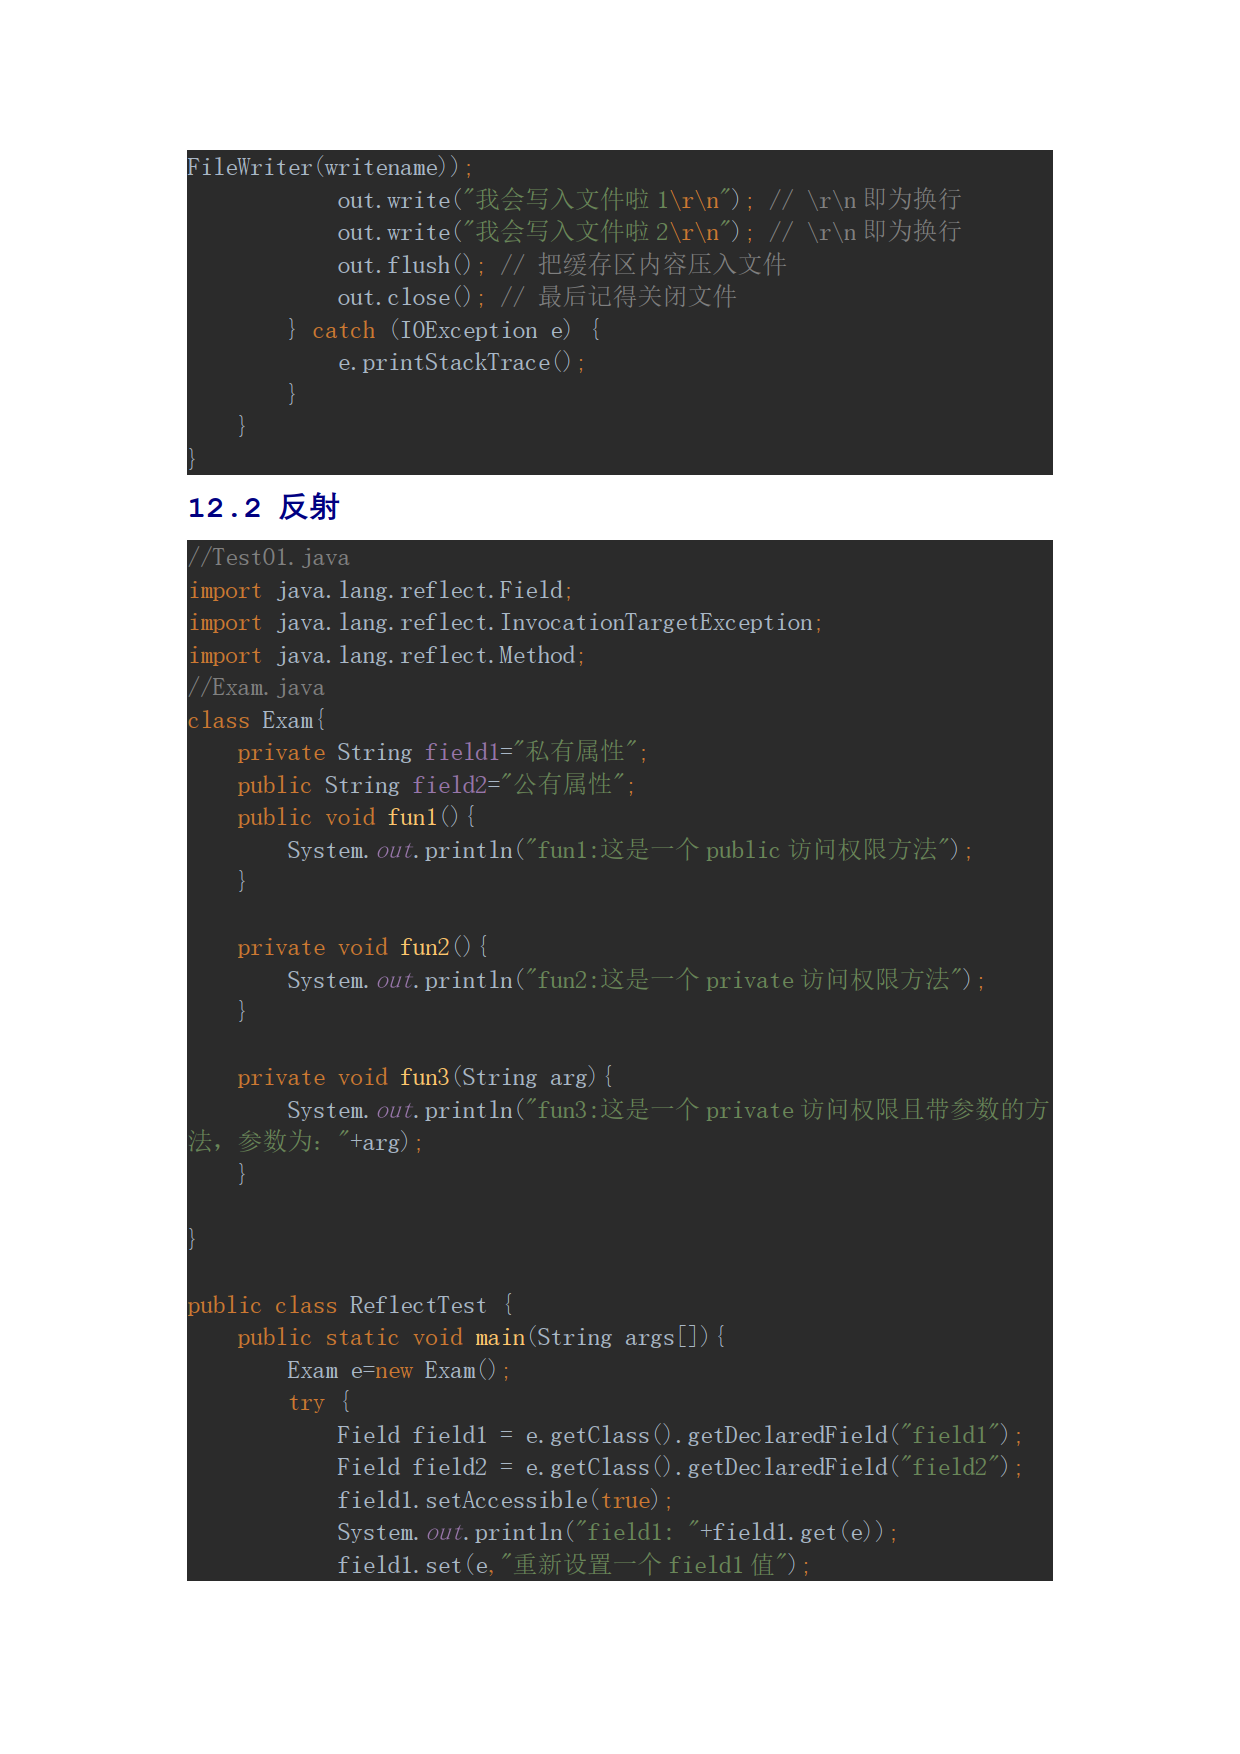 FileWriter(writename));
            out.write("我会写入文件啦 1\r\n"); // \r\n 即为换行
            out.write("我会写入文件啦 2\r\n"); // \r\n 即为换行
            out.flush(); // 把缓存区内容压入文件
            out.close(); // 最后记得关闭文件
        } catch (IOException e) {
            e.printStackTrace();
        }
    }
}
12.2 反射
//Test01.java
import java.lang.reflect.Field;
import java.lang.reflect.InvocationTargetException;
import java.lang.reflect.Method;
//Exam.java
class Exam{
    private String field1="私有属性";
    public String field2="公有属性";
    public void fun1(){
        System.out.println("fun1:这是一个 public 访问权限方法");
    }

    private void fun2(){
        System.out.println("fun2:这是一个 private 访问权限方法");
    }

    private void fun3(String arg){
        System.out.println("fun3:这是一个 private 访问权限且带参数的方
法，参数为："+arg);
    }

}

public class ReflectTest {
    public static void main(String args[]){
        Exam e=new Exam();
        try {
            Field field1 = e.getClass().getDeclaredField("field1");
            Field field2 = e.getClass().getDeclaredField("field2");
            field1.setAccessible(true);
            System.out.println("field1: "+field1.get(e));
            field1.set(e,"重新设置一个 field1 值");